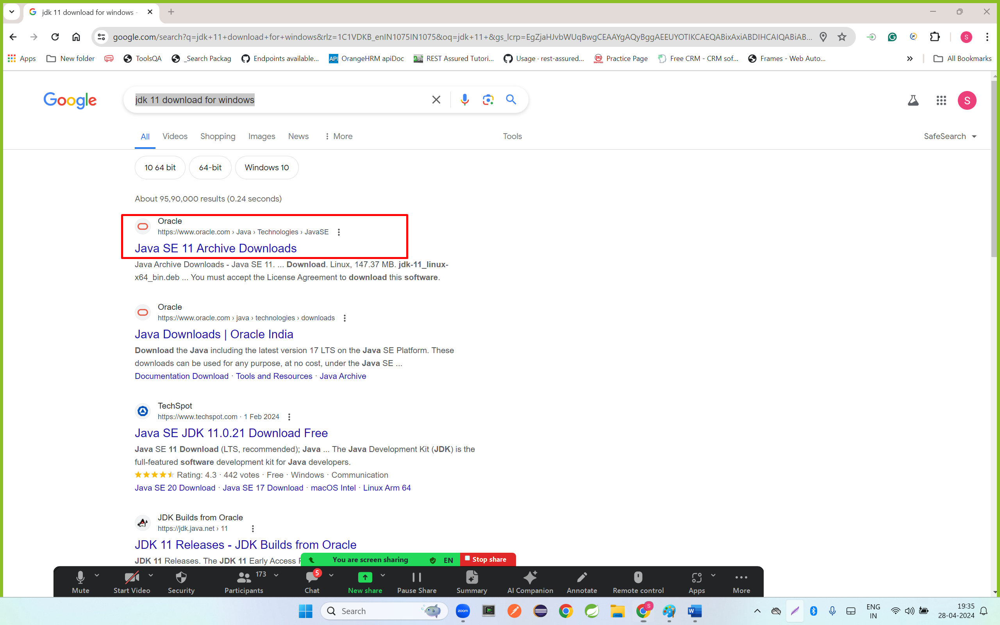 jdk 11 download for windows -
google.com/search?q=jdk+11+download+for+windows&rlz=1C1VDKB_enIN1075IN1075&oq=jdk+11+&gs_lcrp=EgZjaHJvbWUqBwgCEAAYgAQyBggAEEUYOTIKCAEQABixAxiABDIHCAIQABiAB...
S
Apps New folder ToolsQA _Search Packag Endpoints available... API OrangeHRM apiDoc REST Assured Tutori... Usage · rest-assured... Practice Page Free CRM - CRM sof... Frames - Web Auto... All Bookmarks
Google jdk 11 download for windows S
All Videos Shopping Images News More Tools SafeSearch
10 64 bit 64-bit Windows 10
About 95,90,000 results (0.24 seconds)
Oracle
https://www.oracle.com › Java › Technologies › JavaSE
Java SE 11 Archive Downloads
Java Archive Downloads - Java SE 11. ... Download. Linux, 147.37 MB. jdk-11_linux-
x64_bin.deb ... You must accept the License Agreement to download this software.
Oracle
https://www.oracle.com › java › technologies › downloads
Java Downloads | Oracle India
Download the Java including the latest version 17 LTS on the Java SE Platform. These
downloads can be used for any purpose, at no cost, under the Java SE ...
Documentation Download · Tools and Resources · Java Archive
TechSpot
https://www.techspot.com · 1 Feb 2024
Java SE JDK 11.0.21 Download Free
Java SE 11 Download (LTS, recommended); Java ... The Java Development Kit (JDK) is the
full-featured software development kit for Java developers.
Rating: 4.3 · 442 votes · Free · Windows · Communication
Java SE 20 Download · Java SE 17 Download · macOS Intel · Linux Arm 64
JDK Builds from Oracle
https://jdk.java.net › 11
JDK 11 Releases - JDK Builds from Oracle
JDK 11 Releases. The JDK 11 Early Access
You are screen sharing EN Stop share
173 5
Mute Start Video Security Participants Chat New share Pause Share Summary AI Companion Annotate Remote control Apps More
Search zoom S W ENG 19:35
IN 28-04-2024